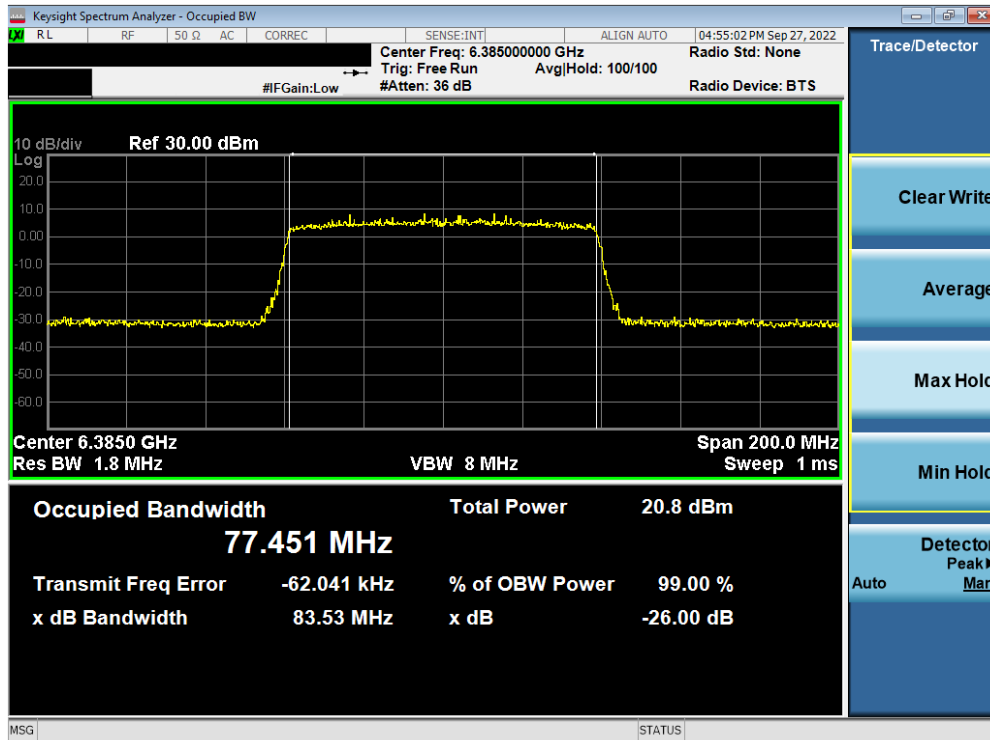 Keysight Spectrum Analyzer - Occupied BW
LXI RL RF 50 Ω AC CORREC SENSE:INT ALIGN AUTO 04:55:02 PM Sep 27, 2022
Center Freq: 6.385000000 GHz Radio Std: None
Trig: Free Run Avg|Hold: 100/100
#IFGain:Low #Atten: 36 dB Radio Device: BTS
10 dB/div Ref 30.00 dBm
Log
20.0
10.0
0.00
-10.0
-20.0
-30.0
-40.0
-50.0
-60.0
Center 6.3850 GHz Span 200.0 MHz
Res BW 1.8 MHz VBW 8 MHz Sweep 1 ms
Occupied Bandwidth Total Power 20.8 dBm
77.451 MHz
Transmit Freq Error -62.041 kHz % of OBW Power 99.00 %
x dB Bandwidth 83.53 MHz x dB -26.00 dB
MSG STATUS
Trace/Detector
Clear Write
Average
Max Hold
Min Hold
Detector
Peak
Auto Man